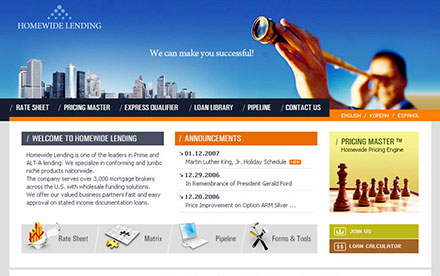 HOMEWIDE LENDING
We can make you successful!
/ RATE SHEET / PRICING MASTER / EXPRESS QUALIFIER / LOAN LIBRARY / PIPELINE / CONTACT US
ENGLISH / KOREAN / ESPAÑOL
/ WELCOME TO HOMEWIDE LENDING
Homewide Lending is one of the leaders in Prime and
ALT-A lending. We specialize in conforming and jumbo
niche products nationwide.
The company serves over 3,000 mortgage brokers
across the U.S. with wholesale funding solutions.
We offer our valued business partners fast and easy
approval on stated income documentation loans.
/ ANNOUNCEMENTS
01.12.2007
Martin Luther King, Jr. Holiday Schedule NEW
12.29.2006
In Remembrance of President Gerald Ford
12.20.2006
Price Improvement on Option ARM Silver ...
/ PRICING MASTER™
Homewide Pricing Engine
Rate Sheet
Matrix
Pipeline
Forms & Tools
JOIN US
LOAN CALCULATOR